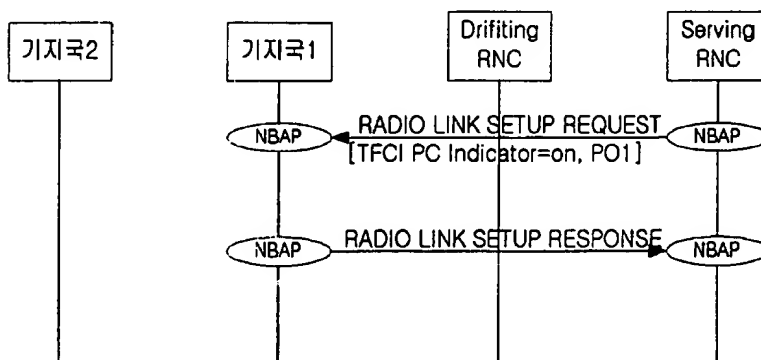 기지국2
기지국1
Drifiting
RNC
Serving
RNC
NBAP
RADIO LINK SETUP REQUEST
[TFCI PC Indicator=on, PO1]
NBAP
NBAP
RADIO LINK SETUP RESPONSE
NBAP